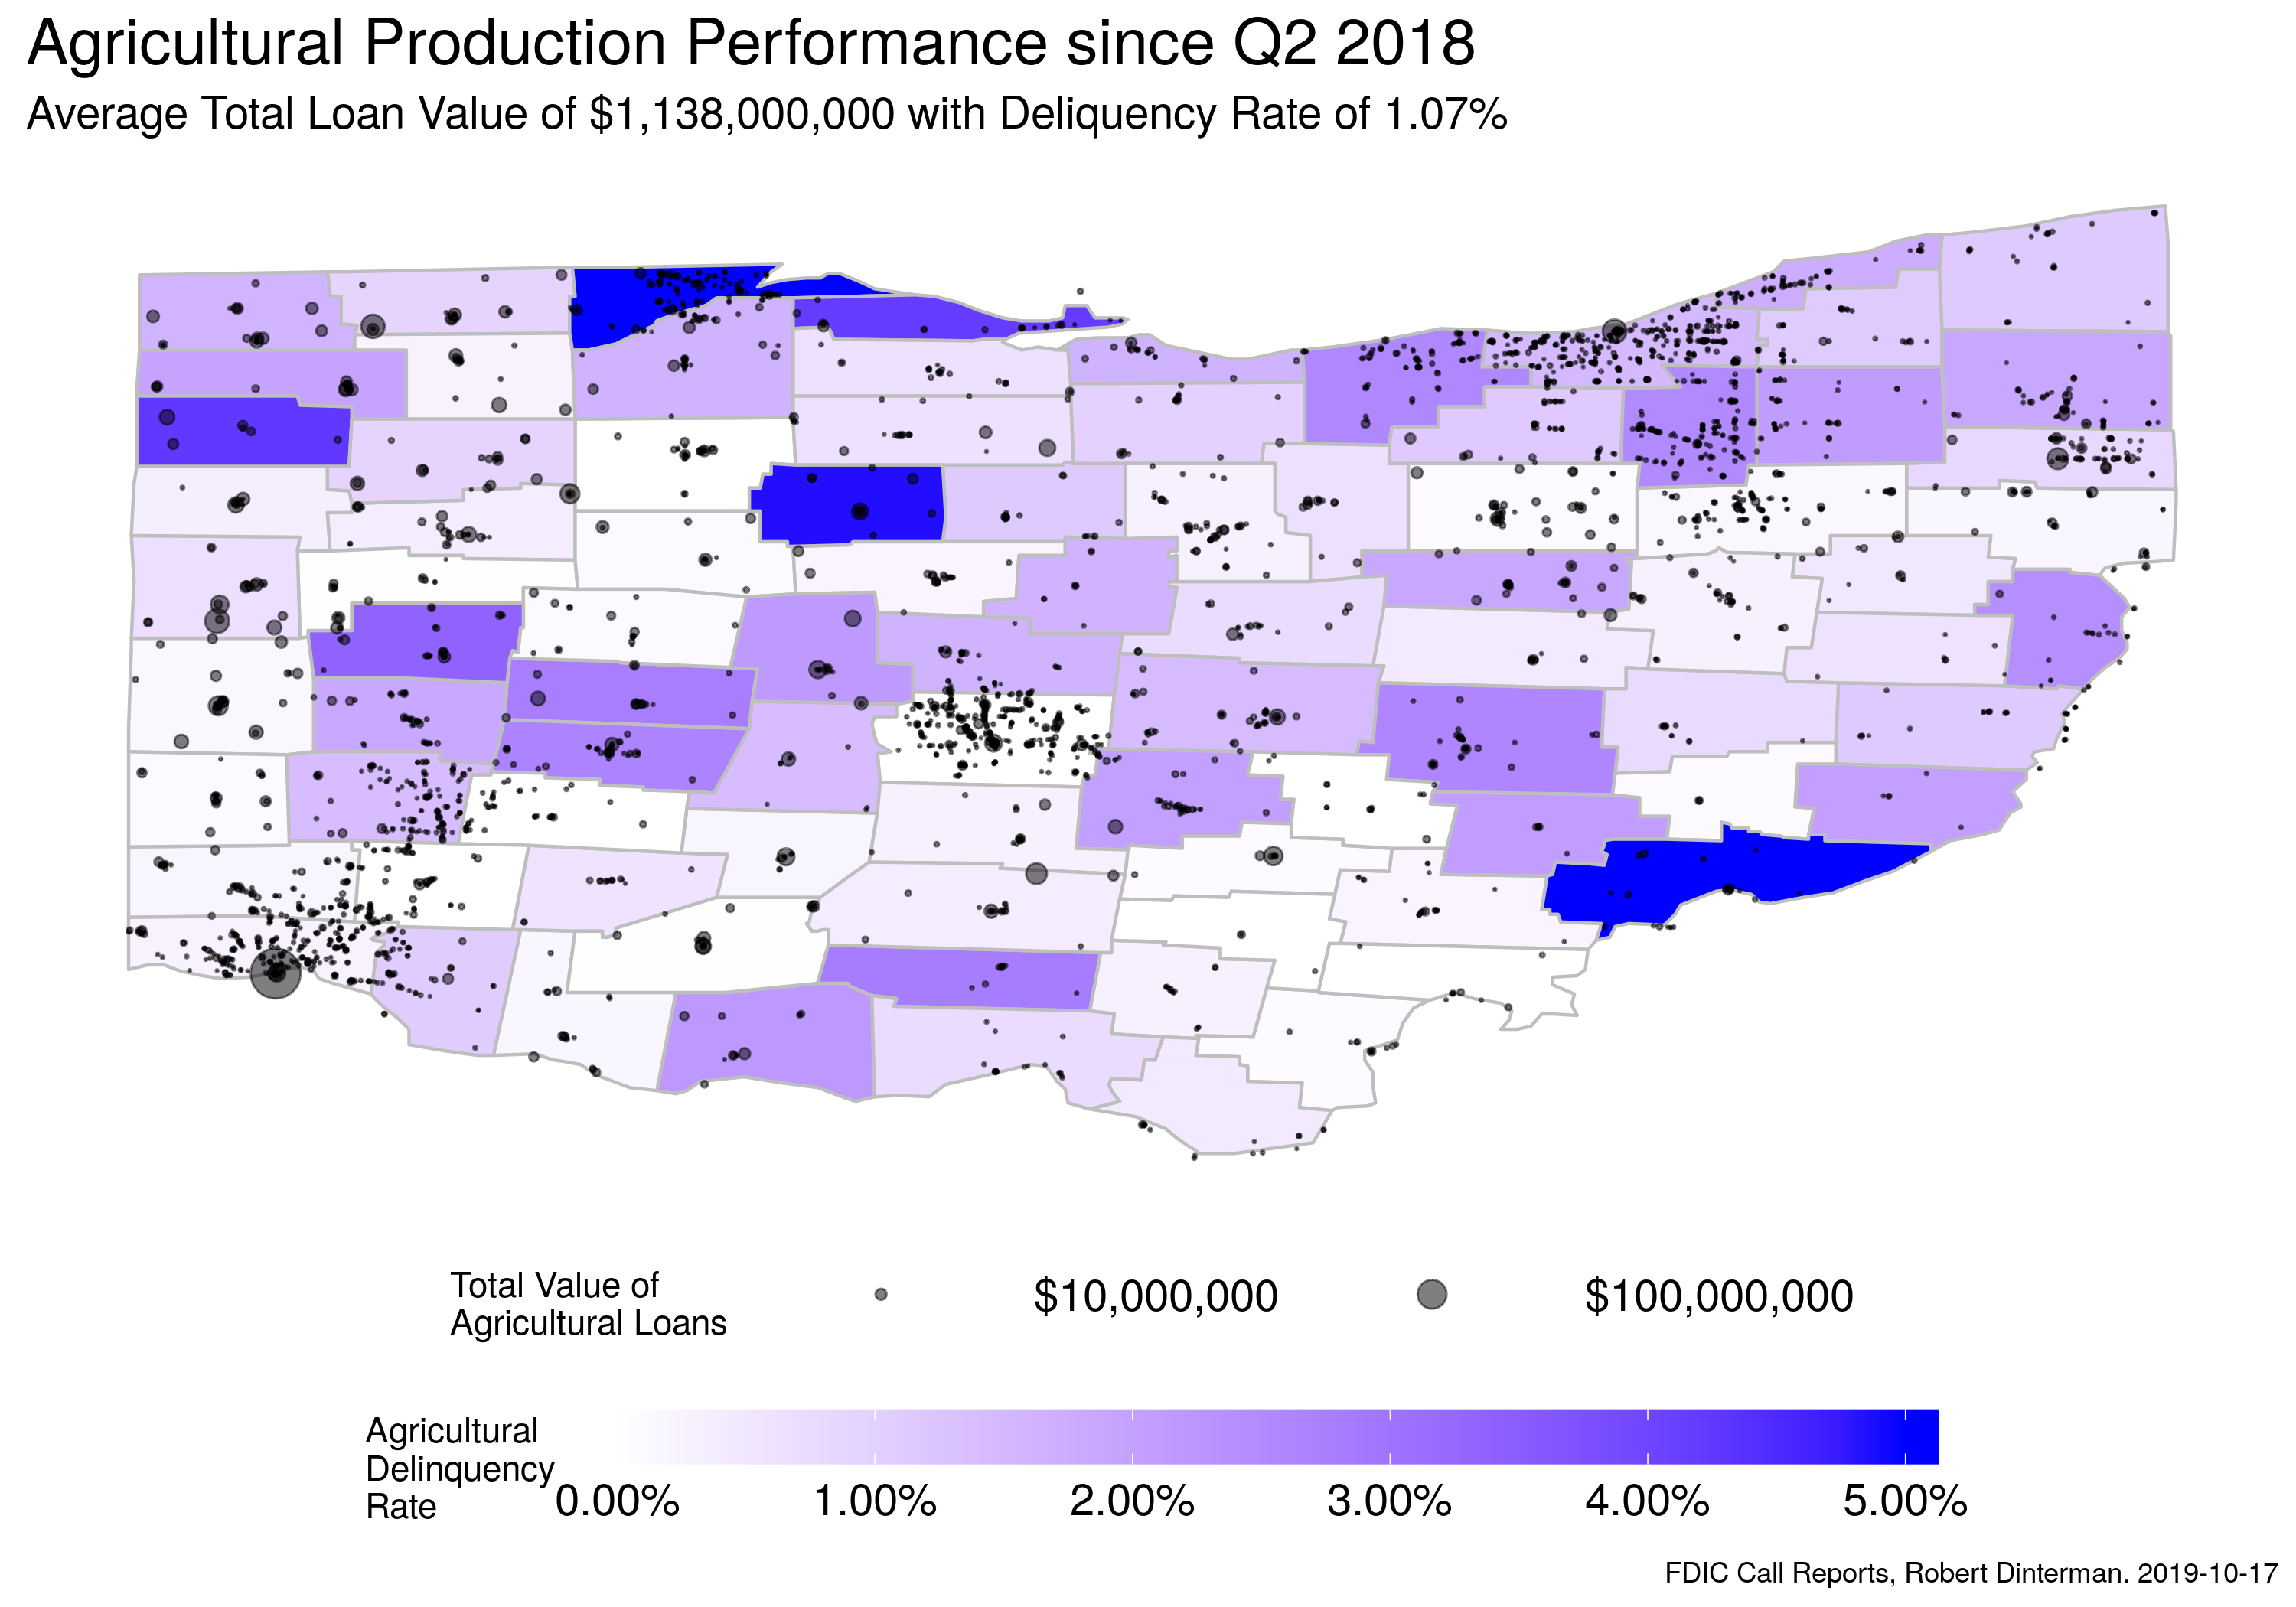 Agricultural Production Performance since Q2 2018
Average Total Loan Value of $1,138,000,000 with Deliquency Rate of 1.07%
Total Value of
Agricultural Loans
$10,000,000
$100,000,000
Agricultural
Delinquency
Rate
0.00%
1.00%
2.00%
3.00%
4.00%
5.00%
FDIC Call Reports, Robert Dinterman. 2019-10-17